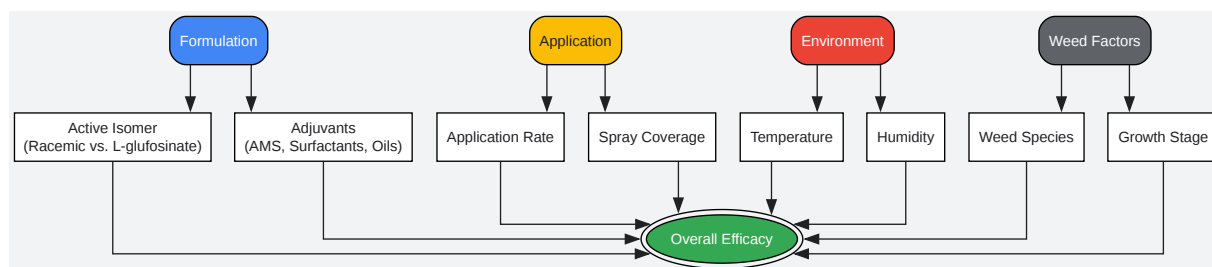 Formulation
Application
Environment
Weed Factors
Active Isomer
(Racemic vs. L-glufosinate)
Adjuvants
(AMS, Surfactants, Oils)
Application Rate
Spray Coverage
Temperature
Humidity
Weed Species
Growth Stage
Overall Efficacy